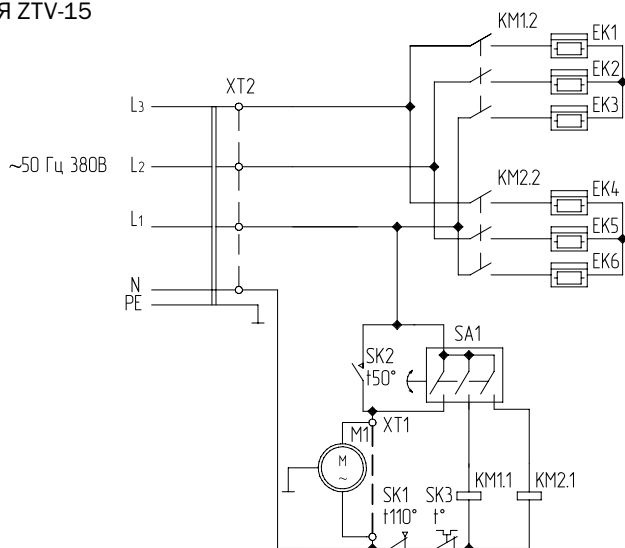 Я ZTV-15
KM1.2
EK1
EK2
EK3
XT2
L3
~50 Гц 380В
L2
L1
N
PE
KM2.2
EK4
EK5
EK6
SA1
SK2
t50°
XT1
M1
M
~
KM1.1
KM2.1
SK1
t110°
SK3
t°